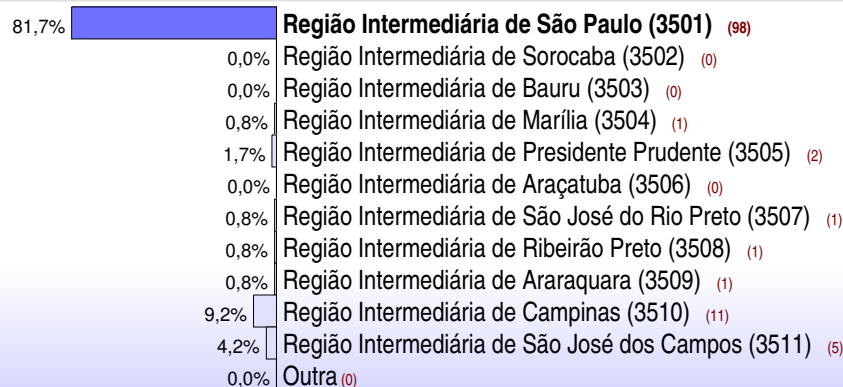 81,7% Região Intermediária de São Paulo (3501) (98)
0,0% Região Intermediária de Sorocaba (3502) (0)
0,0% Região Intermediária de Bauru (3503) (0)
0,8% Região Intermediária de Marília (3504) (1)
1,7% Região Intermediária de Presidente Prudente (3505) (2)
0,0% Região Intermediária de Araçatuba (3506) (0)
0,8% Região Intermediária de São José do Rio Preto (3507) (1)
0,8% Região Intermediária de Ribeirão Preto (3508) (1)
0,8% Região Intermediária de Araraquara (3509) (1)
9,2% Região Intermediária de Campinas (3510) (11)
4,2% Região Intermediária de São José dos Campos (3511) (5)
0,0% Outra (0)